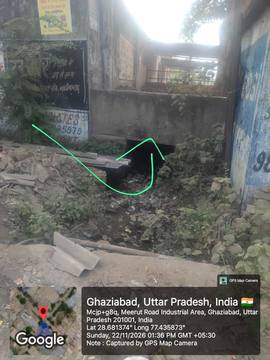 ATES
95970
GPS Map Camera
Ghaziabad, Uttar Pradesh, India 🇮🇳
Mcjp+g8q, Meerut Road Industrial Area, Ghaziabad, Uttar
Pradesh 201001, India
Lat 28.681374° Long 77.435873°
Sunday, 22/11/2026 01:36 PM GMT +05:30
Note : Captured by GPS Map Camera
Google